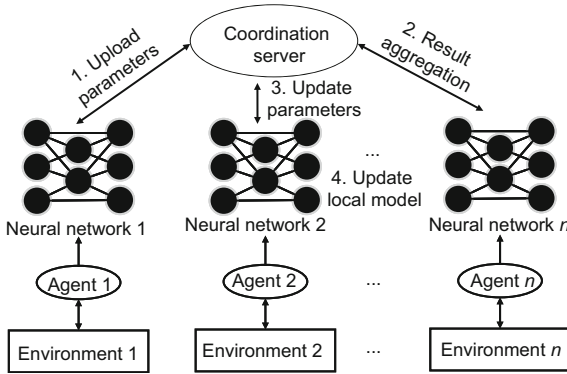 Coordination
server
1. Upload
parameters
2. Result
aggregation
3. Update
parameters
...
4. Update
local model
Neural network 1
Neural network 2
Neural network n
Agent 1
Agent 2
...
Agent n
Environment 1
Environment 2
...
Environment n